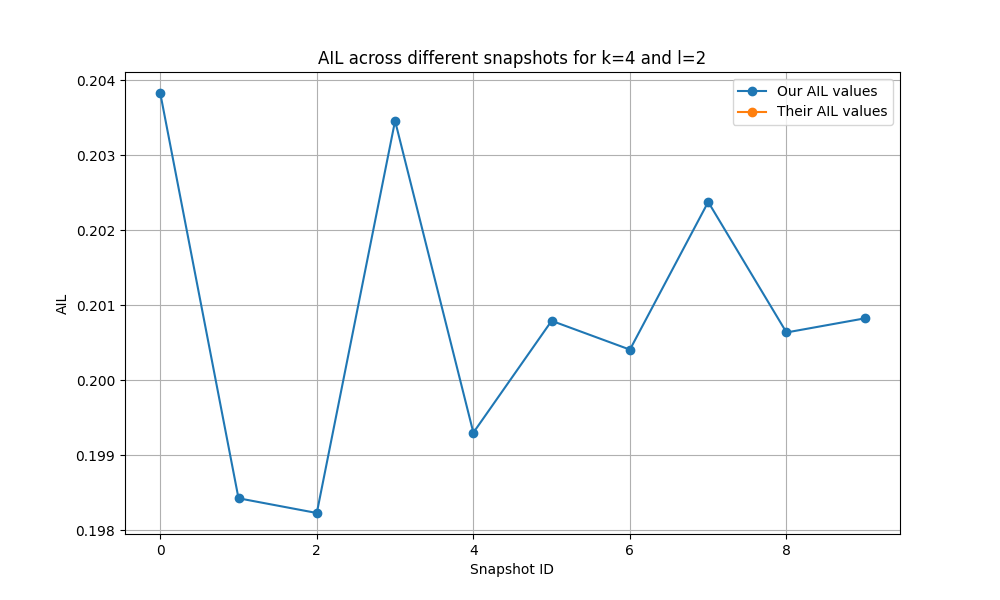 AIL across different snapshots for k=4 and l=2
Our AIL values
Their AIL values
0.204
0.203
0.202
0.201
0.200
0.199
0.198
AIL
0
2
4
6
8
Snapshot ID